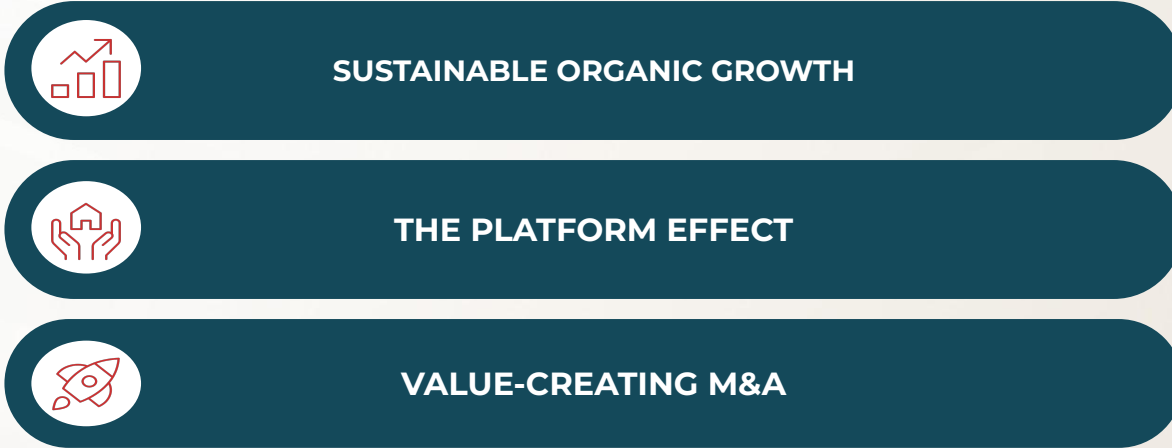 SUSTAINABLE ORGANIC GROWTH
THE PLATFORM EFFECT
VALUE-CREATING M&A